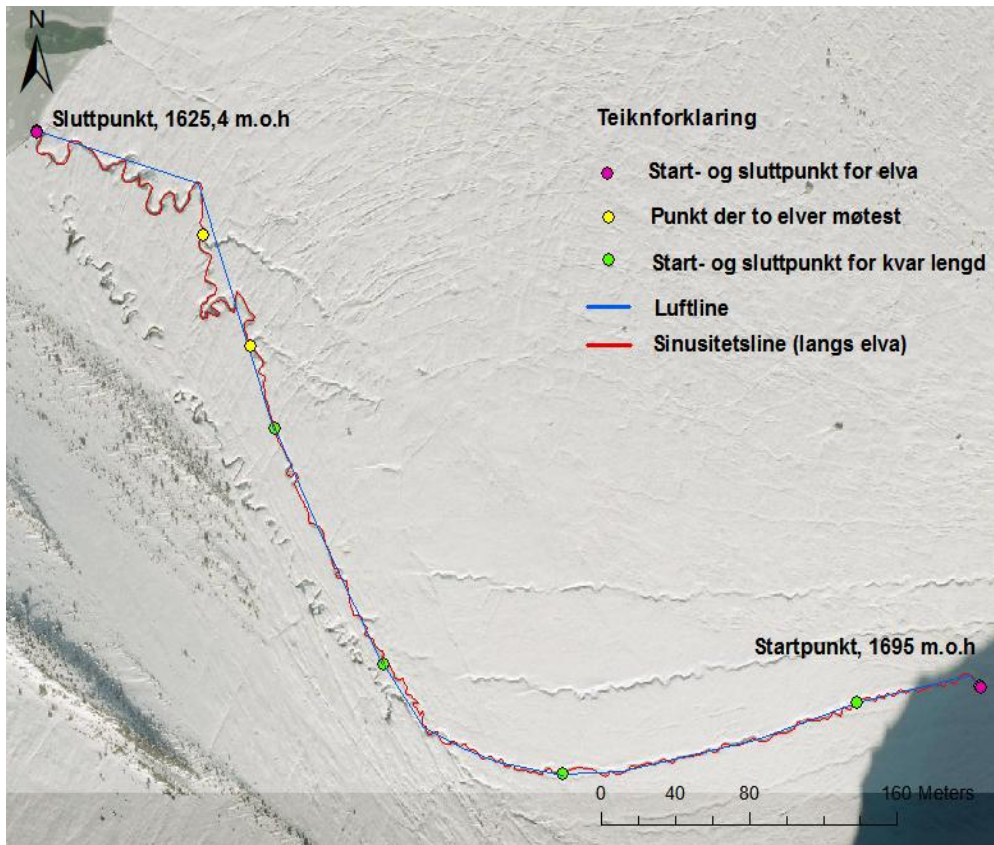 N
Sluttpunkt, 1625,4 m.o.h
Teiknforklaring
Start- og sluttpunkt for elva
Punkt der to elver møtest
Start- og sluttpunkt for kvar lengd
Luftline
Sinusitetsline (langs elva)
Startpunkt, 1695 m.o.h
0 40 80 160 Meters